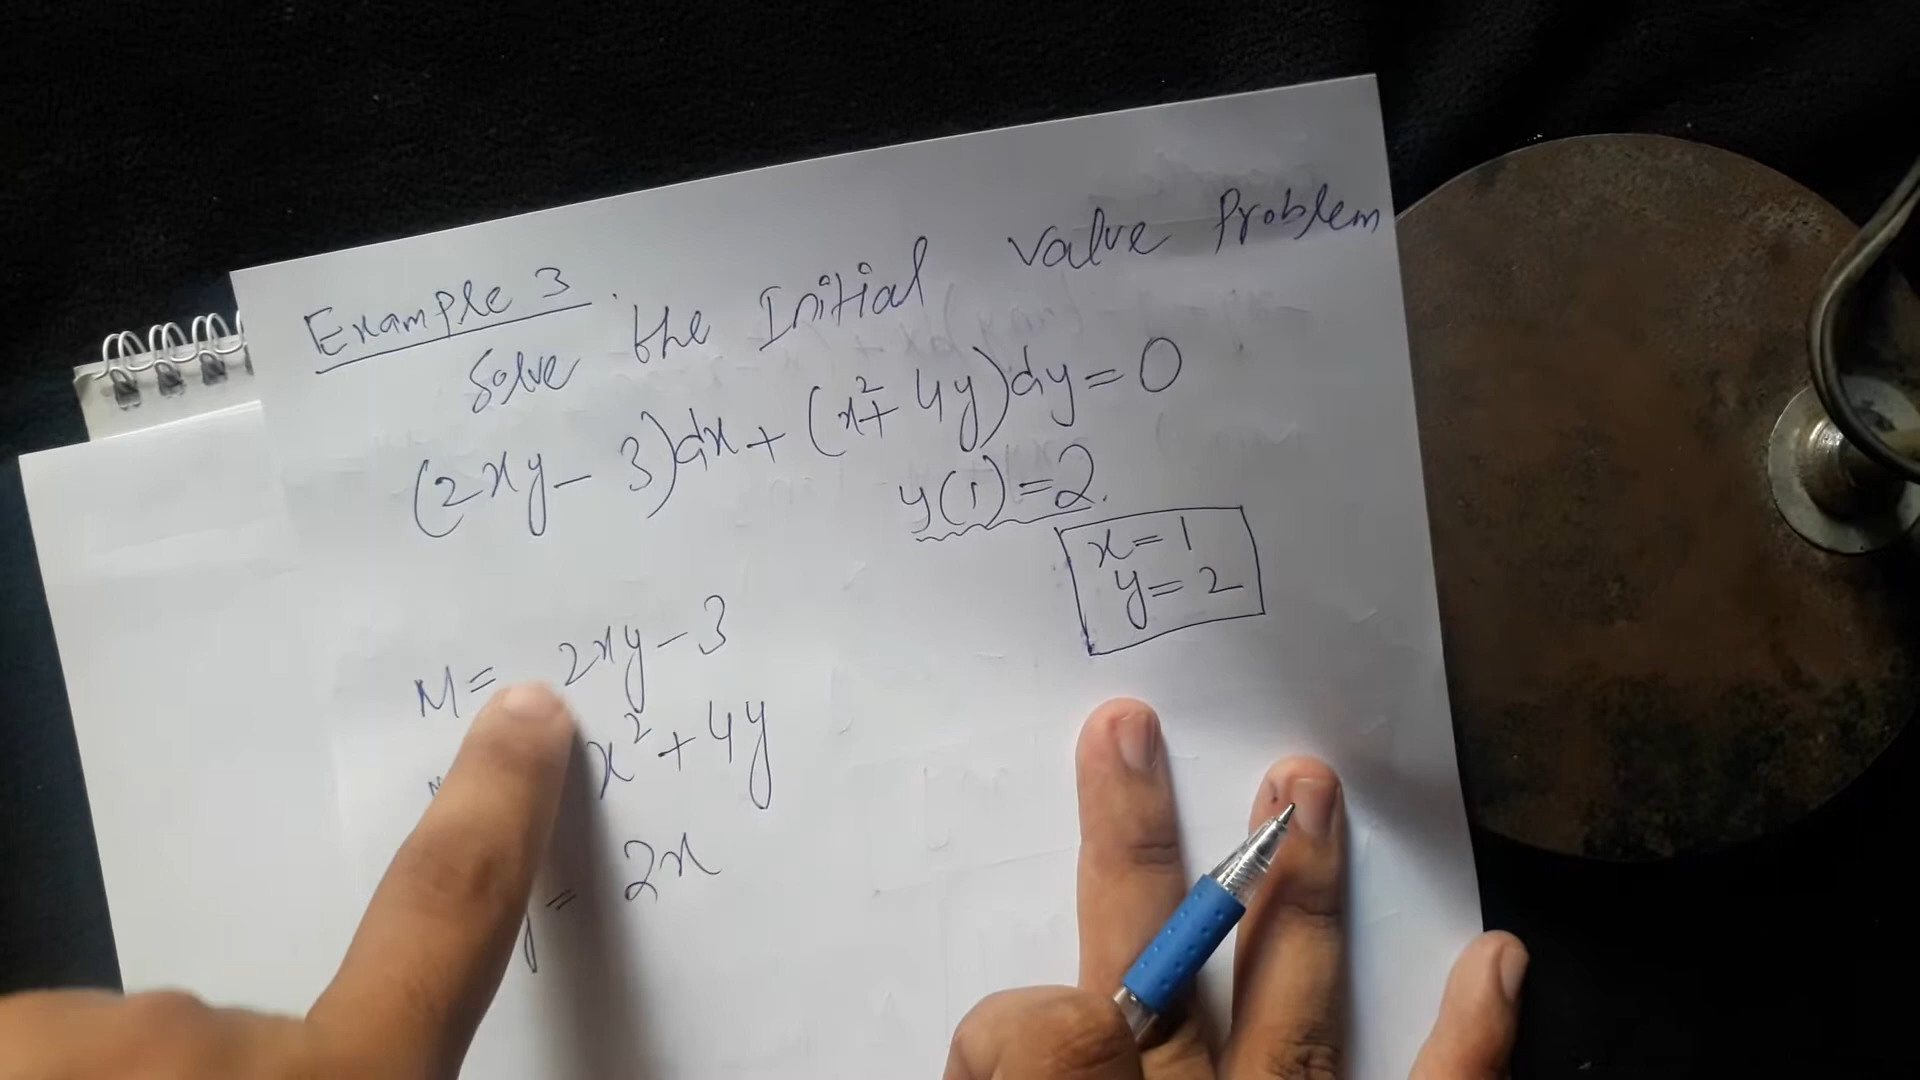 Example 3.
Solve the Initial Value Problem
(2xy - 3)dx + (x² + 4y)dy = 0
y(1) = 2.
x = 1
y = 2
M = 2xy - 3
x² + 4y
y = 2x